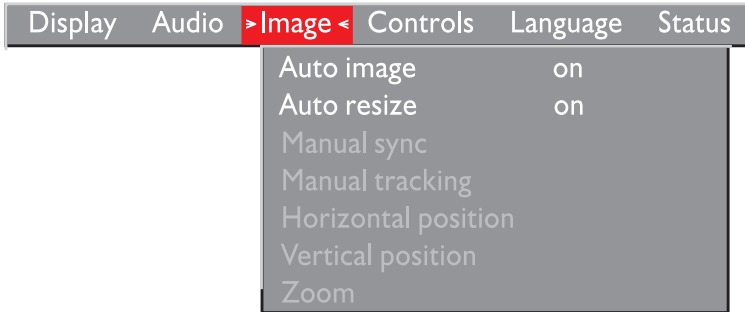 Display Audio >Image< Controls Language Status
Auto image on
Auto resize on
Manual sync
Manual tracking
Horizontal position
Vertical position
Zoom